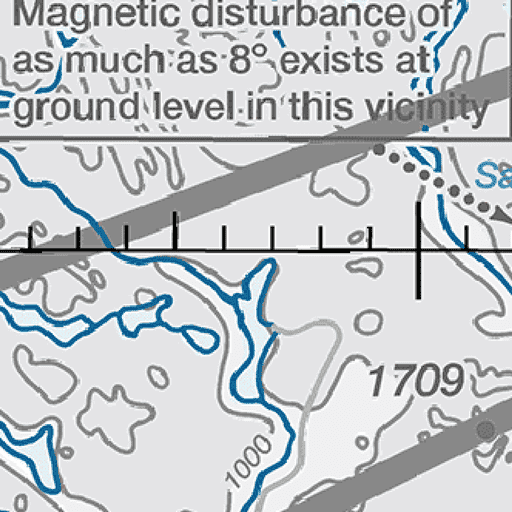 Magnetic disturbance of
as much as 8° exists at
ground level in this vicinity
1709
1000